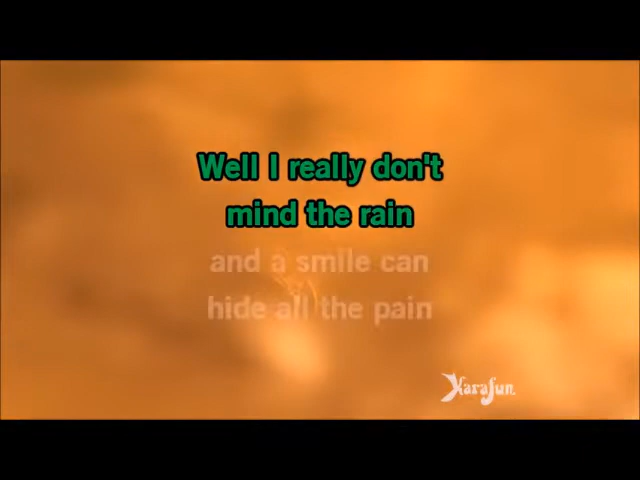 Well I really don't
mind the rain
and a smile can
hide all the pain
KaraFun